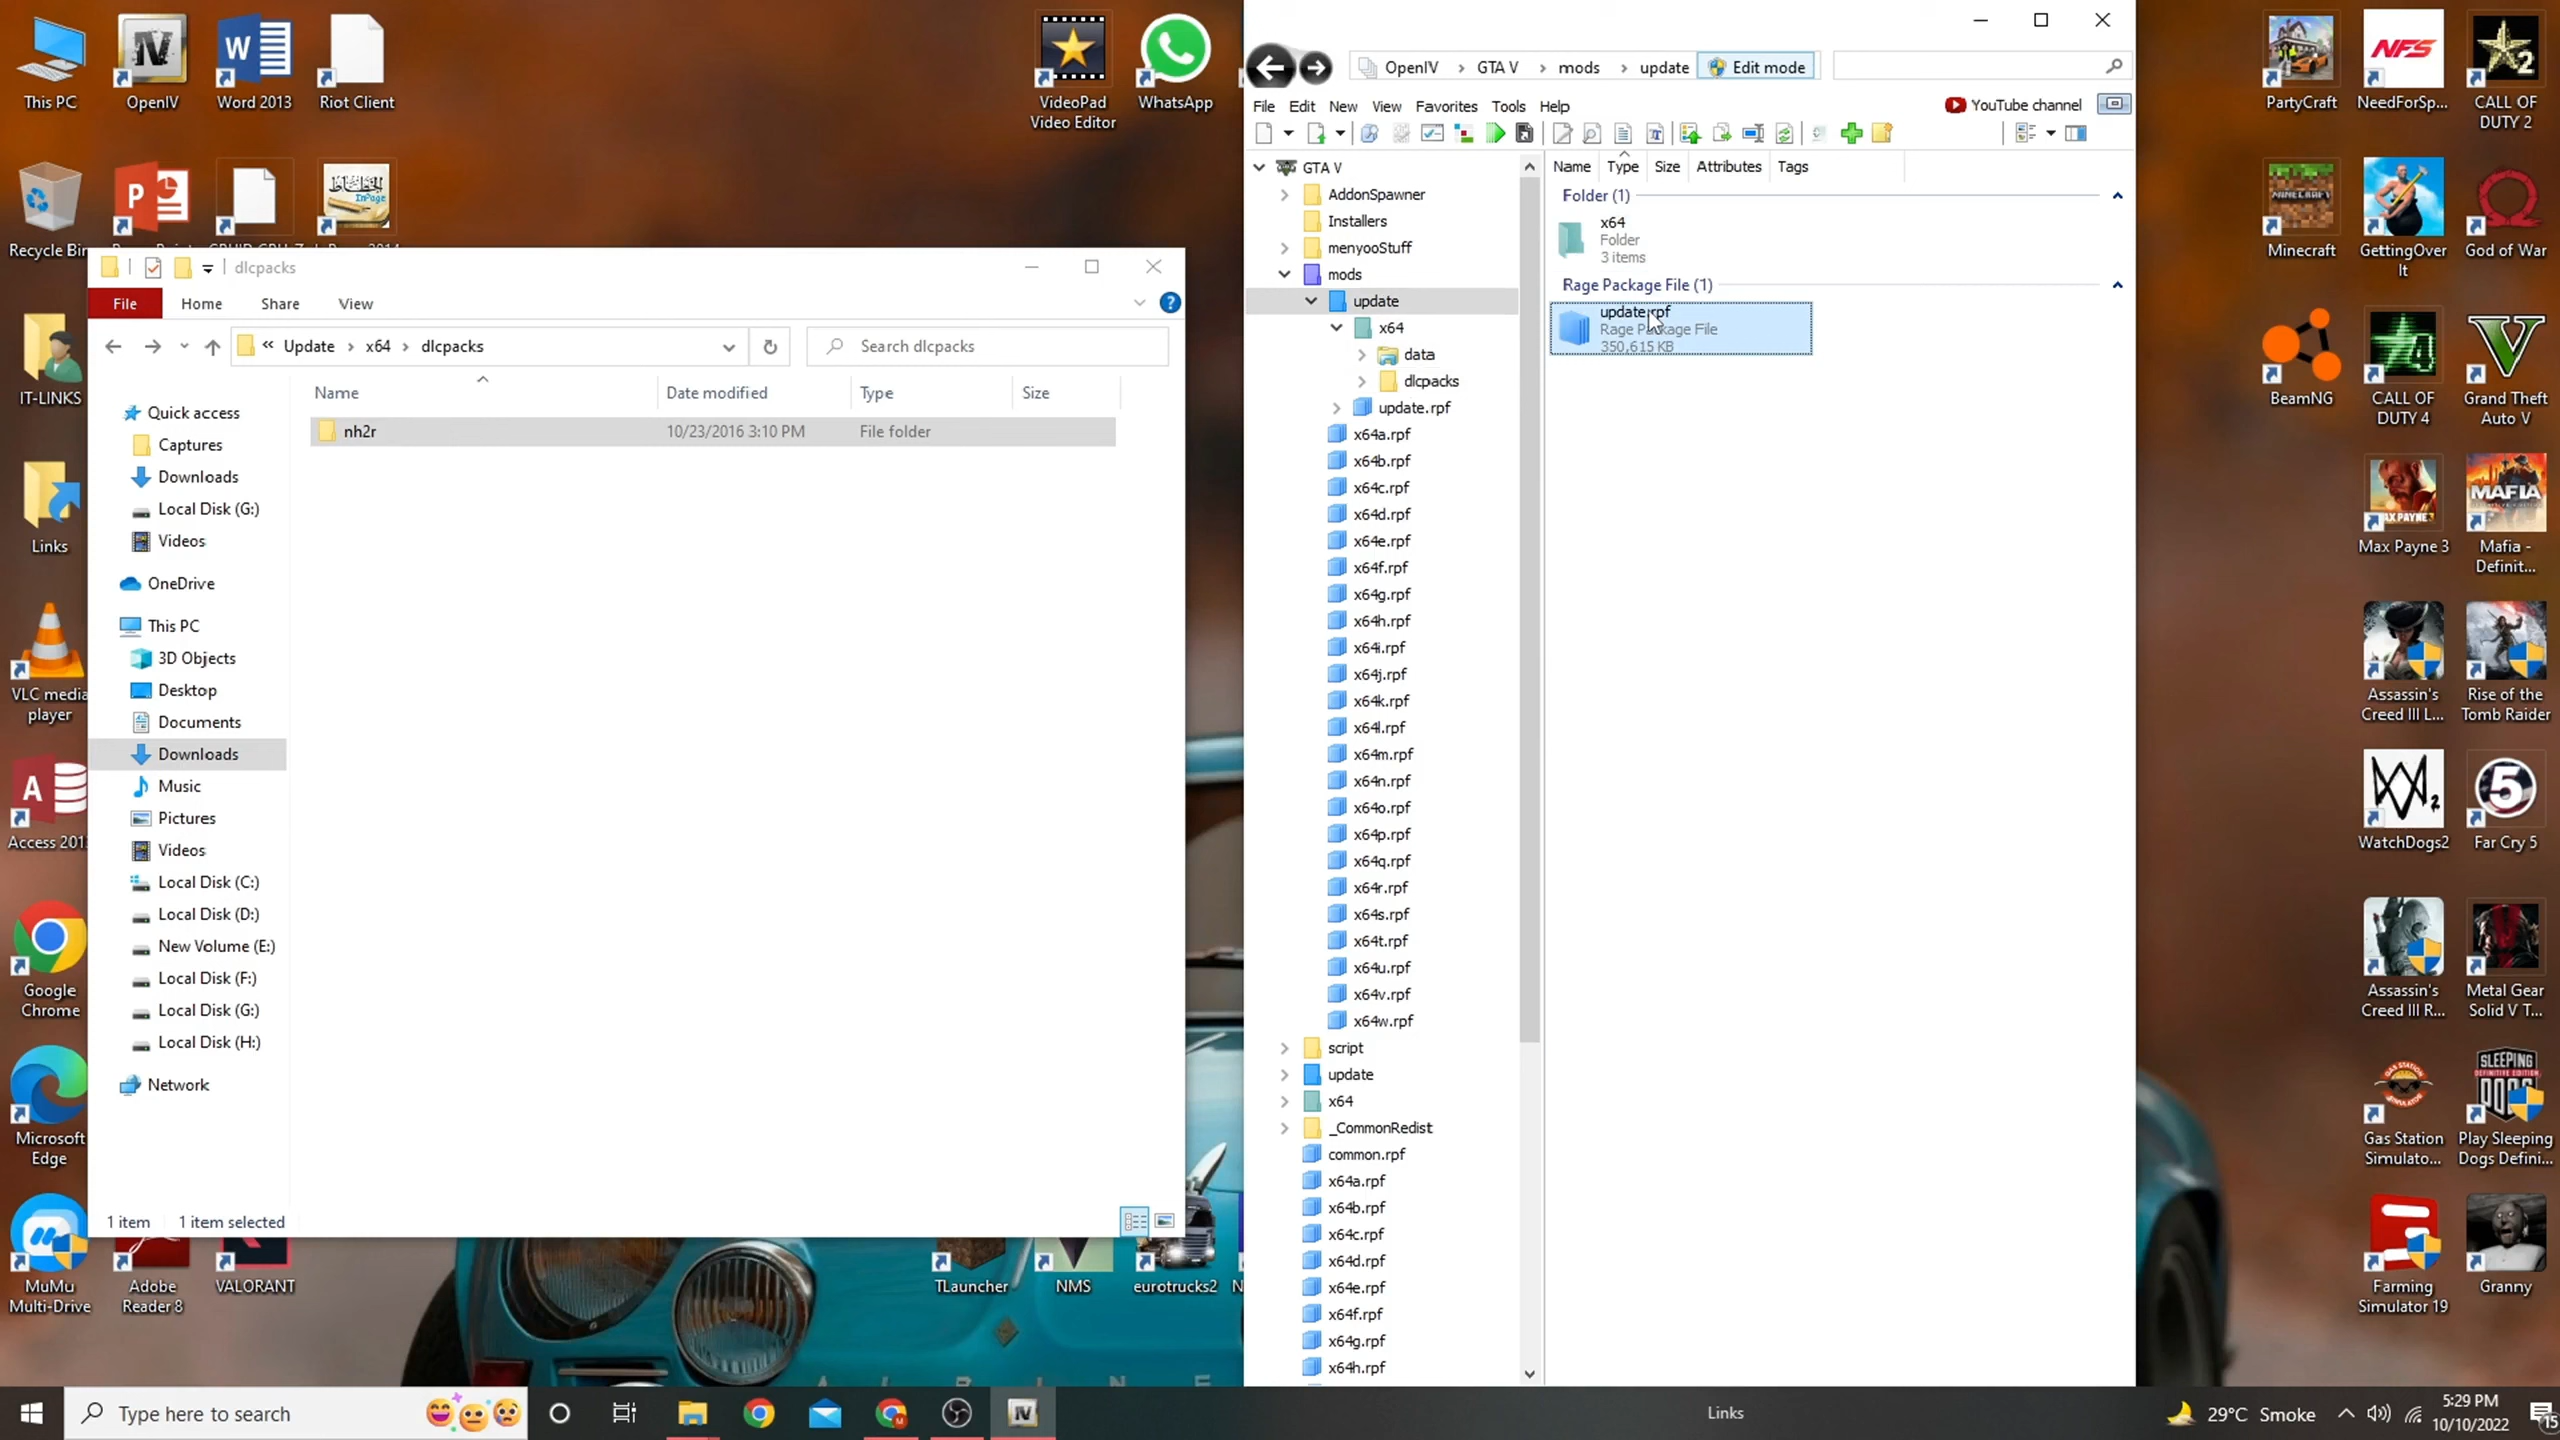 This PC
OpenIV
Word 2013
Riot Client
VideoPad
Video Editor
WhatsApp
Recycle Bin
dlcpacks
File
Home
Share
View
« Update › x64 › dlcpacks
Search dlcpacks
Name
Date modified
Type
Size
nh2r
10/23/2016 3:10 PM
File folder
Quick access
Captures
Downloads
Local Disk (G:)
Videos
OneDrive
This PC
3D Objects
Desktop
Documents
Downloads
Music
Pictures
Videos
Local Disk (C:)
Local Disk (D:)
New Volume (E:)
Local Disk (F:)
Local Disk (G:)
Local Disk (H:)
Network
1 item
1 item selected
IT-LINKS
Links
VLC media
player
Access 201
Google
Chrome
Microsoft
Edge
MuMu
Multi-Drive
Adobe
Reader 8
VALORANT
TLauncher
NMS
eurotrucks2
OpenIV › GTA V › mods › update
Edit mode
File
Edit
New
View
Favorites
Tools
Help
YouTube channel
GTA V
AddonSpawner
Installers
menyooStuff
mods
update
x64
data
dlcpacks
update.rpf
x64a.rpf
x64b.rpf
x64c.rpf
x64d.rpf
x64e.rpf
x64f.rpf
x64g.rpf
x64h.rpf
x64i.rpf
x64j.rpf
x64k.rpf
x64l.rpf
x64m.rpf
x64n.rpf
x64o.rpf
x64p.rpf
x64q.rpf
x64r.rpf
x64s.rpf
x64t.rpf
x64u.rpf
x64v.rpf
x64w.rpf
script
update
x64
_CommonRedist
common.rpf
x64a.rpf
x64b.rpf
x64c.rpf
x64d.rpf
x64e.rpf
x64f.rpf
x64g.rpf
x64h.rpf
Name
Type
Size
Attributes
Tags
Folder (1)
x64
Folder
3 items
Rage Package File (1)
update.rpf
Rage Package File
350,615 KB
PartyCraft
NeedForSp...
CALL OF
DUTY 2
Minecraft
GettingOver
It
God of War
BeamNG
CALL OF
DUTY 4
Grand Theft
Auto V
Max Payne 3
Mafia -
Definit...
Assassin's
Creed III L...
Rise of the
Tomb Raider
WatchDogs2
Far Cry 5
Assassin's
Creed III R...
Metal Gear
Solid V T...
Gas Station
Simulato...
Play Sleeping
Dogs Defini...
Farming
Simulator 19
Granny
Type here to search
Links
29°C Smoke
5:29 PM
10/10/2022
15